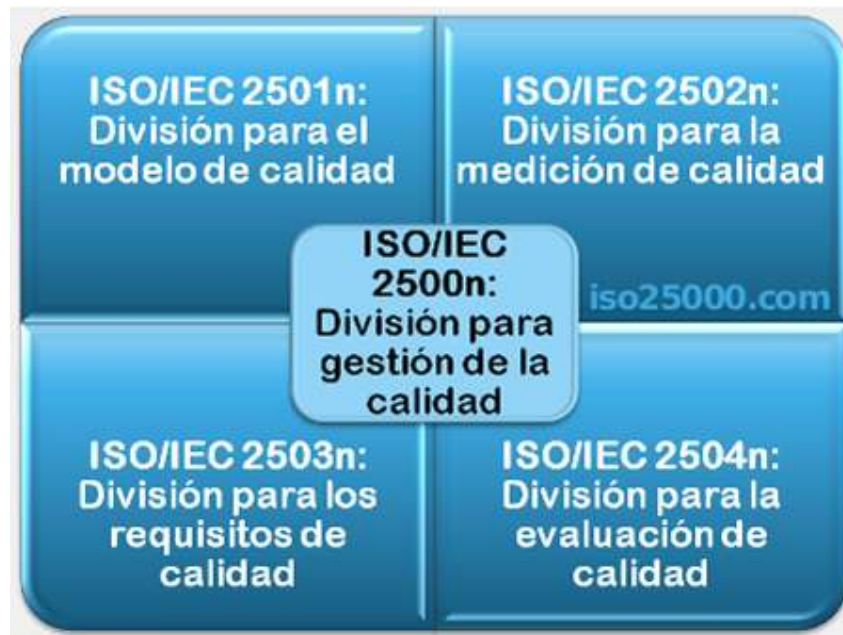 ISO/IEC 2501n:
División para el
modelo de calidad
ISO/IEC 2502n:
División para la
medición de calidad
ISO/IEC
2500n:
División para
gestión de la
calidad
iso25000.com
ISO/IEC 2503n:
División para los
requisitos de
calidad
ISO/IEC 2504n:
División para la
evaluación de
calidad